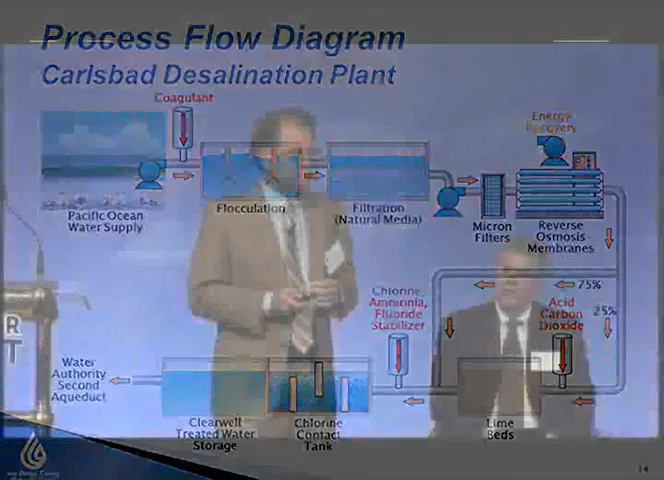 Process Flow Diagram
Carlsbad Desalination Plant
Coagulant
Energy
Recovery
Pacific Ocean
Water Supply
Flocculation
Filtration
(Natural Media)
Micron
Filters
Reverse
Osmosis
Membranes
75%
25%
Chlorine,
Ammonia,
Fluoride
Stabilizer
Acid
Carbon
Dioxide
Water
Authority
Second
Aqueduct
Clearwell
Treated Water
Storage
Chlorine
Contact
Tank
Lime
Beds
R
T
14